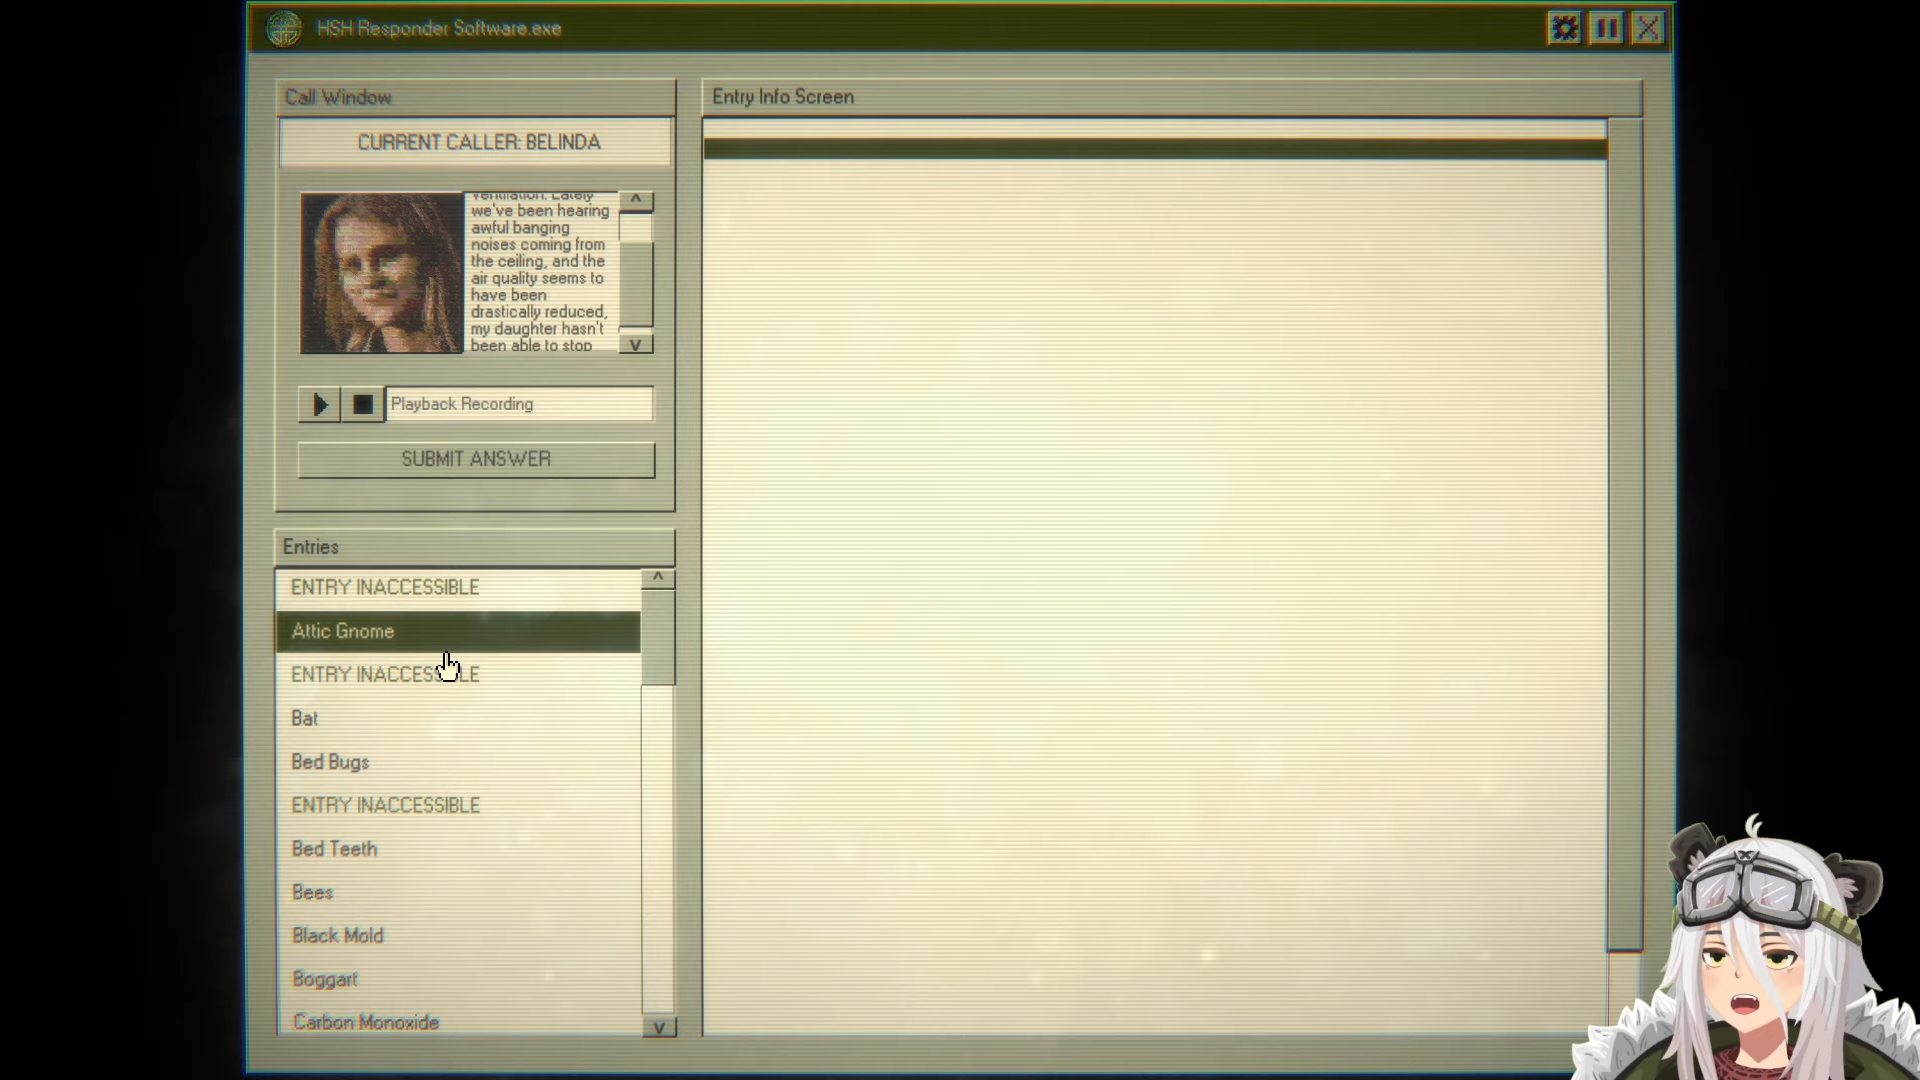 HSH Responder Software.exe
Call Window
CURRENT CALLER: BELINDA
ventilation. Lately
we've been hearing
awful banging
noises coming from
the ceiling, and the
air quality seems to
have been
drastically reduced,
my daughter hasn't
been able to stop
Playback Recording
SUBMIT ANSWER
Entries
ENTRY INACCESSIBLE
Attic Gnome
ENTRY INACCESSIBLE
Bat
Bed Bugs
ENTRY INACCESSIBLE
Bed Teeth
Bees
Black Mold
Boggart
Carbon Monoxide
Entry Info Screen